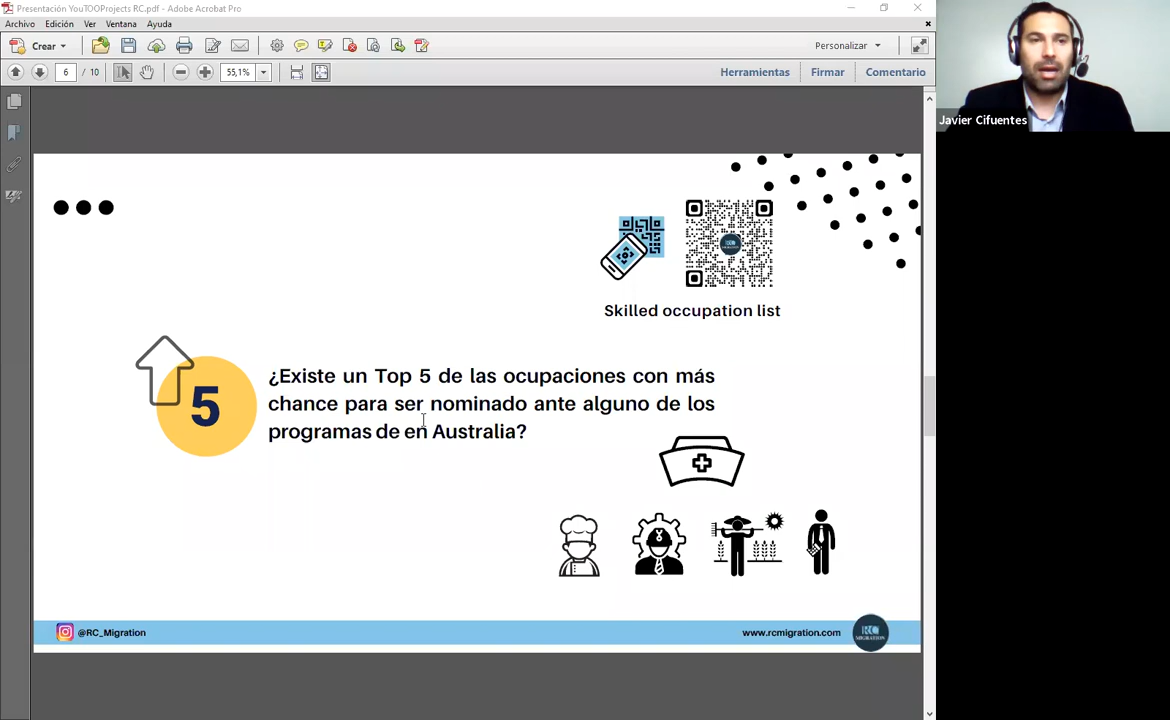 Presentación YouTOOProjects RC.pdf - Adobe Acrobat Pro
Archivo Edición Ver Ventana Ayuda
Crear
Personalizar
6 / 10
55,1%
Herramientas Firmar Comentario
Javier Cifuentes
Skilled occupation list
5
¿Existe un Top 5 de las ocupaciones con más
chance para ser nominado ante alguno de los
programas de en Australia?
@RC_Migration
www.rcmigration.com
RC
MIGRATION